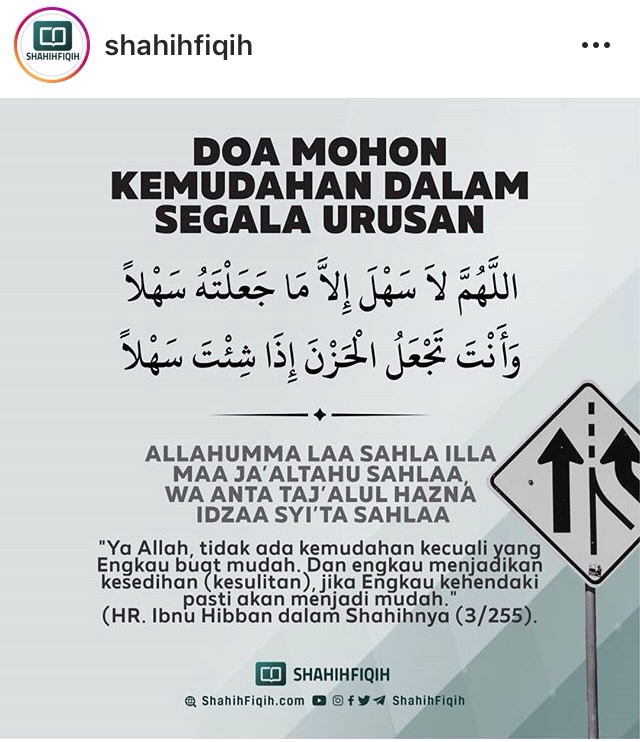 SHAHIHFIQIH
shahihfiqih
DOA MOHON
KEMUDAHAN DALAM
SEGALA URUSAN
اللَّهُمَّ لاَ سَهْلَ إِلاَّ مَا جَعَلْتَهُ سَهْلاً
وَأَنْتَ تَجْعَلُ الْحَزْنَ إِذَا شِئْتَ سَهْلاً
ALLAHUMMA LAA SAHLA ILLA
MAA JA'ALTAHU SAHLAA,
WA ANTA TAJ'ALUL HAZNA
IDZAA SYI'TA SAHLAA
"Ya Allah, tidak ada kemudahan kecuali yang
Engkau buat mudah. Dan engkau menjadikan
kesedihan (kesulitan), jika Engkau kehendaki
pasti akan menjadi mudah."
(HR. Ibnu Hibban dalam Shahihnya (3/255).
SHAHIHFIQIH
ShahihFiqih.com ShahihFiqih